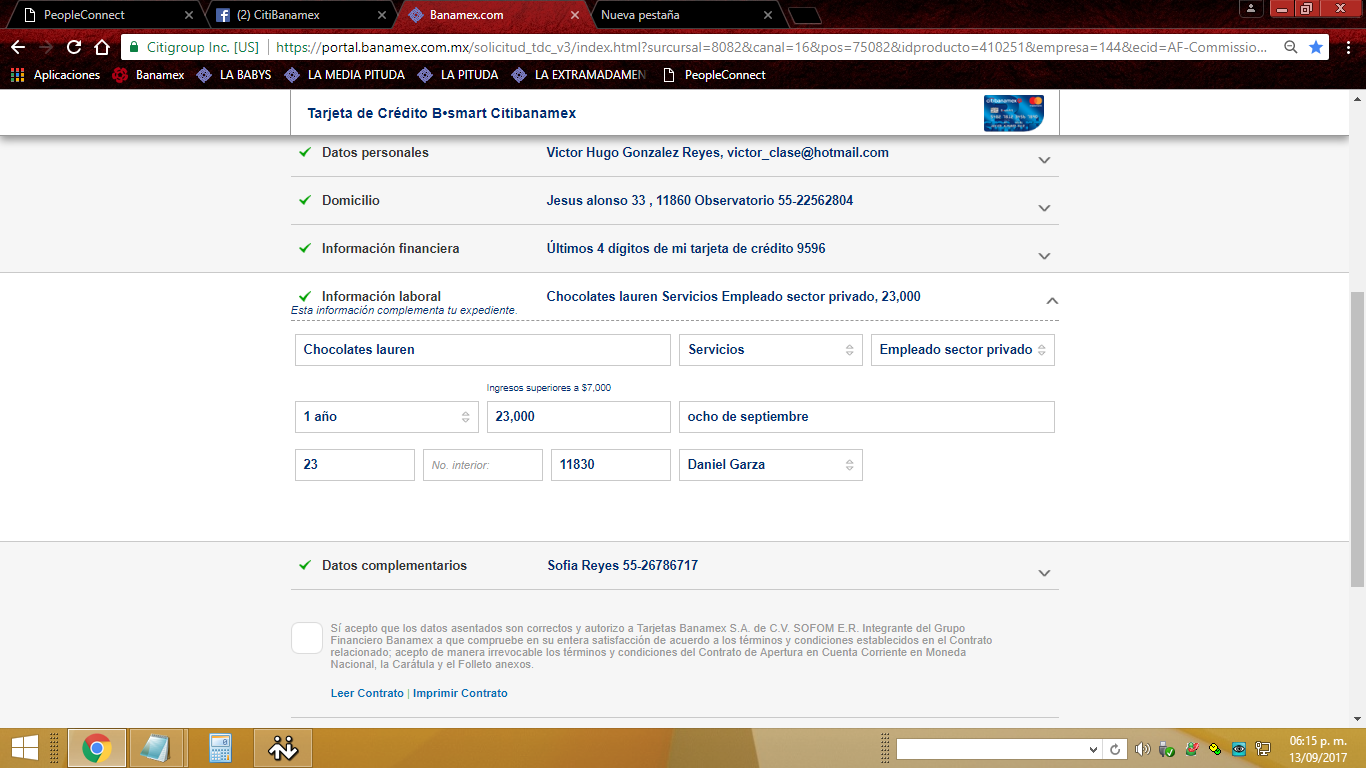 PeopleConnect
(2) CitiBanamex
Banamex.com
Nueva pestaña
Citigroup Inc. [US] https://portal.banamex.com.mx/solicitud_tdc_v3/index.html?surcursal=8082&canal=16&pos=75082&idproducto=410251&empresa=144&ecid=AF-Commissio...
Aplicaciones Banamex LA BABYS LA MEDIA PITUDA LA PITUDA LA EXTRAMADAMEN PeopleConnect
Tarjeta de Crédito B•smart Citibanamex
citibanamex
Datos personales Victor Hugo Gonzalez Reyes, victor_clase@hotmail.com
Domicilio Jesus alonso 33 , 11860 Observatorio 55-22562804
Información financiera Últimos 4 dígitos de mi tarjeta de crédito 9596
Información laboral Chocolates lauren Servicios Empleado sector privado, 23,000
Esta información complementa tu expediente.
Chocolates lauren Servicios Empleado sector privado
Ingresos superiores a $7,000
1 año 23,000 ocho de septiembre
23 No. interior: 11830 Daniel Garza
Datos complementarios Sofia Reyes 55-26786717
Sí acepto que los datos asentados son correctos y autorizo a Tarjetas Banamex S.A. de C.V. SOFOM E.R. Integrante del Grupo
Financiero Banamex a que compruebe en su entera satisfacción de acuerdo a los términos y condiciones establecidos en el Contrato
relacionado; acepto de manera irrevocable los términos y condiciones del Contrato de Apertura en Cuenta Corriente en Moneda
Nacional, la Carátula y el Folleto anexos.
Leer Contrato | Imprimir Contrato
06:15 p. m.
13/09/2017